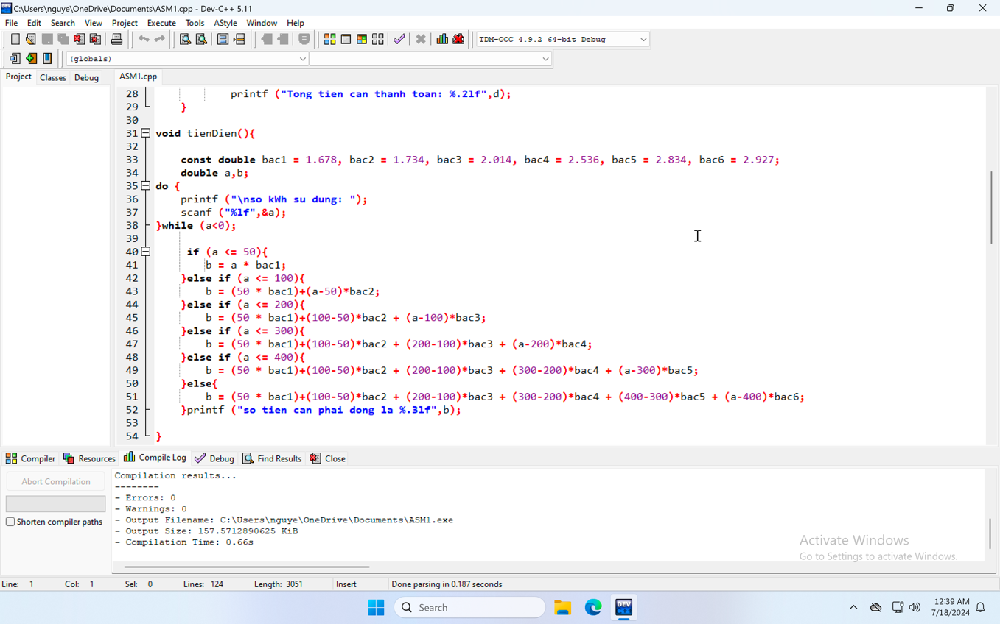 C:\Users\nguye\OneDrive\Documents\ASM1.cpp - Dev-C++ 5.11
File Edit Search View Project Execute Tools AStyle Window Help
TDM-GCC 4.9.2 64-bit Debug
(globals)
Project Classes Debug ASM1.cpp
28 printf ("Tong tien can thanh toan: %.2lf",d);
29 }
30
31 void tienDien(){
32
33 const double bac1 = 1.678, bac2 = 1.734, bac3 = 2.014, bac4 = 2.536, bac5 = 2.834, bac6 = 2.927;
34 double a,b;
35 do {
36 printf ("\nso kWh su dung: ");
37 scanf ("%lf",&a);
38 }while (a<0);
39
40 if (a <= 50){
41 b = a * bac1;
42 }else if (a <= 100){
43 b = (50 * bac1)+(a-50)*bac2;
44 }else if (a <= 200){
45 b = (50 * bac1)+(100-50)*bac2 + (a-100)*bac3;
46 }else if (a <= 300){
47 b = (50 * bac1)+(100-50)*bac2 + (200-100)*bac3 + (a-200)*bac4;
48 }else if (a <= 400){
49 b = (50 * bac1)+(100-50)*bac2 + (200-100)*bac3 + (300-200)*bac4 + (a-300)*bac5;
50 }else{
51 b = (50 * bac1)+(100-50)*bac2 + (200-100)*bac3 + (300-200)*bac4 + (400-300)*bac5 + (a-400)*bac6;
52 }printf ("so tien can phai dong la %.3lf",b);
53
54 }
Compiler Resources Compile Log Debug Find Results Close
Abort Compilation
Shorten compiler paths
Compilation results...
--------
- Errors: 0
- Warnings: 0
- Output Filename: C:\Users\nguye\OneDrive\Documents\ASM1.exe
- Output Size: 157.5712890625 KiB
- Compilation Time: 0.66s
Activate Windows
Go to Settings to activate Windows.
Line: 1 Col: 1 Sel: 0 Lines: 124 Length: 3051 Insert Done parsing in 0.187 seconds
Search
DEV
12:39 AM
7/18/2024